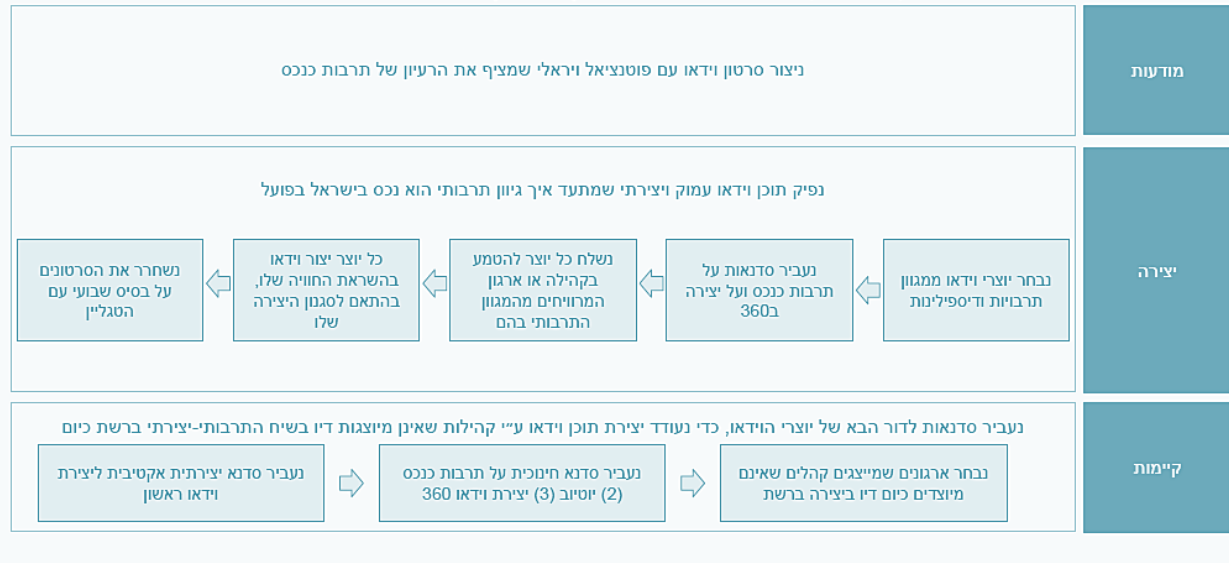 מודעות
ניצור סרטון וידאו עם פוטנציאל ויראלי שמציף את הרעיון של תרבות כנכס
יצירה
נפיק תוכן וידאו עמוק ויצירתי שמתעד איך גיוון תרבותי הוא נכס בישראל בפועל
נבחר יוצרי וידאו ממגוון
תרבויות ודיספילינות
נעביר סדנאות על
תרבות כנכס ועל יצירה
ב360
נשלח כל יוצר להטמע
בקהילה או ארגון
המרוויחים מהמגוון
התרבותי בהם
כל יוצר יצור וידאו
בהשראת החוויה שלו,
בהתאם לסגנון היצירה
שלו
נשחרר את הסרטונים
על בסיס שבועי עם
הטגליין
קיימות
נעביר סדנאות לדור הבא של יוצרי הוידאו, כדי נעודד יצירת תוכן וידאו ע״י קהילות שאינן מיוצגות דיו בשיח התרבותי-יצירתי ברשת כיום
נבחר ארגונים שמייצגים קהלים שאינם
מיוצדים כיום דיו ביצירה ברשת
נעביר סדנא חינוכית על תרבות כנכס
(2) יוטיוב (3) יצירת וידאו 360
נעביר סדנא יצירתית אקטיבית ליצירת
וידאו ראשון